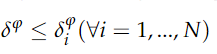 δ^φ ≤ δ_i^φ(∀i = 1, ..., N)